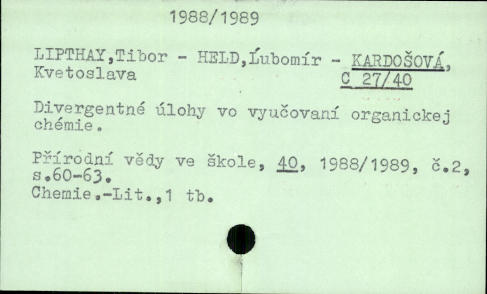 1988/1989
LIPTHAY,Tibor - HELD,Ĺubomír - KARDOŠOVÁ,
Kvetoslava C 27/40
Divergentné úlohy vo vyučovaní organickej
chémie.
Přírodní vědy ve škole, 40, 1988/1989, č.2,
s.60-63.
Chemie.-Lit.,1 tb.